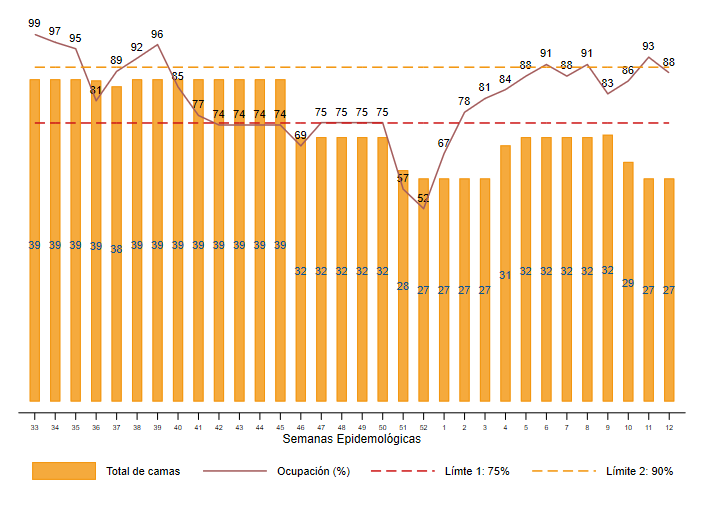 99 97 95 81 89 92 96 85 77 74 74 74 74 69 75 75 75 75 57 52 67 78 81 84 88 91 88 91 83 86 93 88
39 39 39 39 38 39 39 39 39 39 39 39 39 32 32 32 32 32 28 27 27 27 27 31 32 32 32 32 32 29 27 27
33 34 35 36 37 38 39 40 41 42 43 44 45 46 47 48 49 50 51 52 1 2 3 4 5 6 7 8 9 10 11 12
Semanas Epidemológicas
Total de camas Ocupación (%) Límte 1: 75% Límite 2: 90%